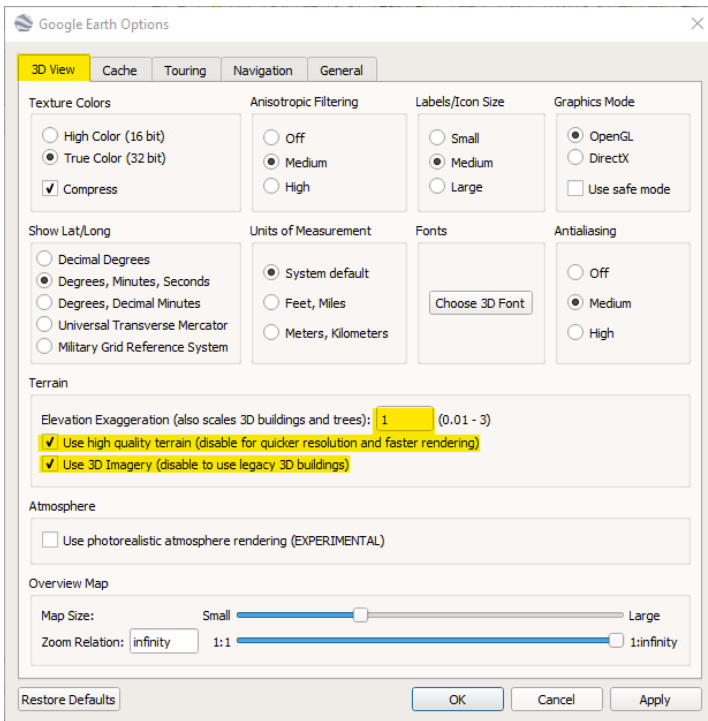 Google Earth Options
3D View Cache Touring Navigation General
Texture Colors Anisotropic Filtering Labels/Icon Size Graphics Mode
High Color (16 bit) Off Small OpenGL
True Color (32 bit) Medium Medium DirectX
Compress High Large Use safe mode
Show Lat/Long Units of Measurement Fonts Antialiasing
Decimal Degrees
Degrees, Minutes, Seconds System default Off
Degrees, Decimal Minutes Feet, Miles Choose 3D Font Medium
Universal Transverse Mercator Meters, Kilometers High
Military Grid Reference System
Terrain
Elevation Exaggeration (also scales 3D buildings and trees): 1 (0.01 - 3)
Use high quality terrain (disable for quicker resolution and faster rendering)
Use 3D Imagery (disable to use legacy 3D buildings)
Atmosphere
Use photorealistic atmosphere rendering (EXPERIMENTAL)
Overview Map
Map Size: Small Large
Zoom Relation: infinity 1:1 1:infinity
Restore Defaults OK Cancel Apply